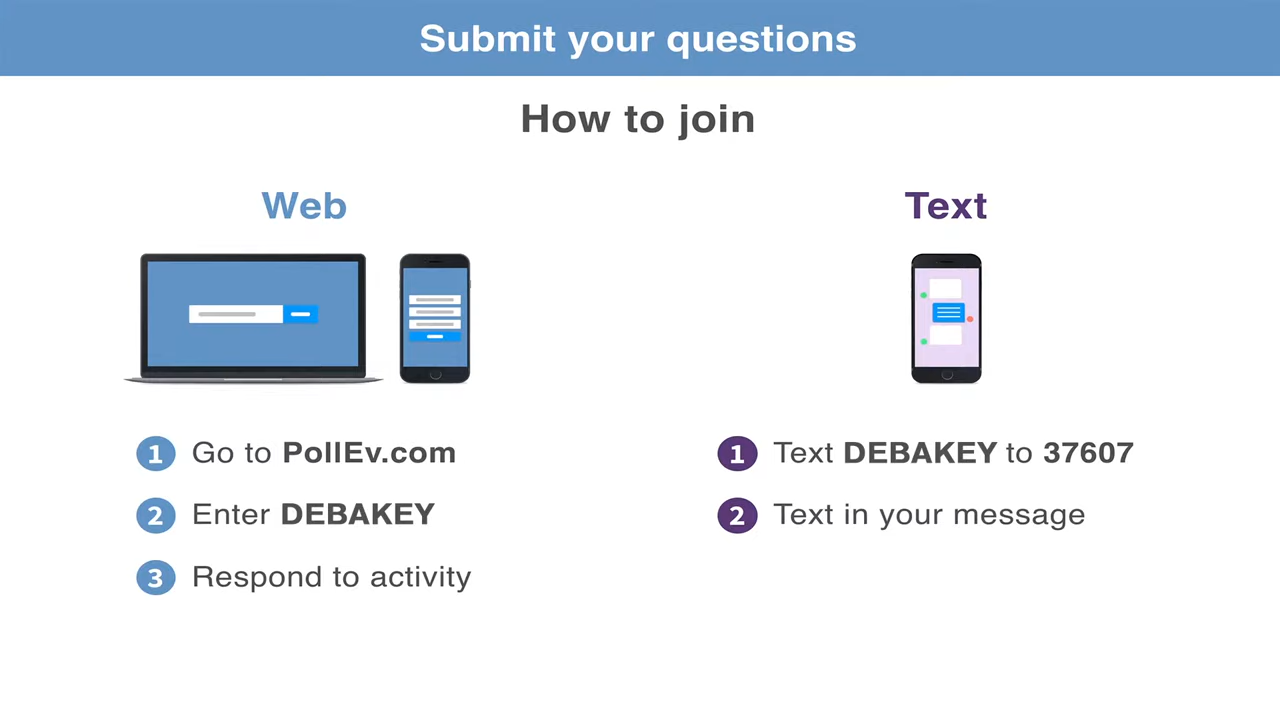 Submit your questions
How to join
Web
1 Go to PollEv.com
2 Enter DEBAKEY
3 Respond to activity
Text
1 Text DEBAKEY to 37607
2 Text in your message